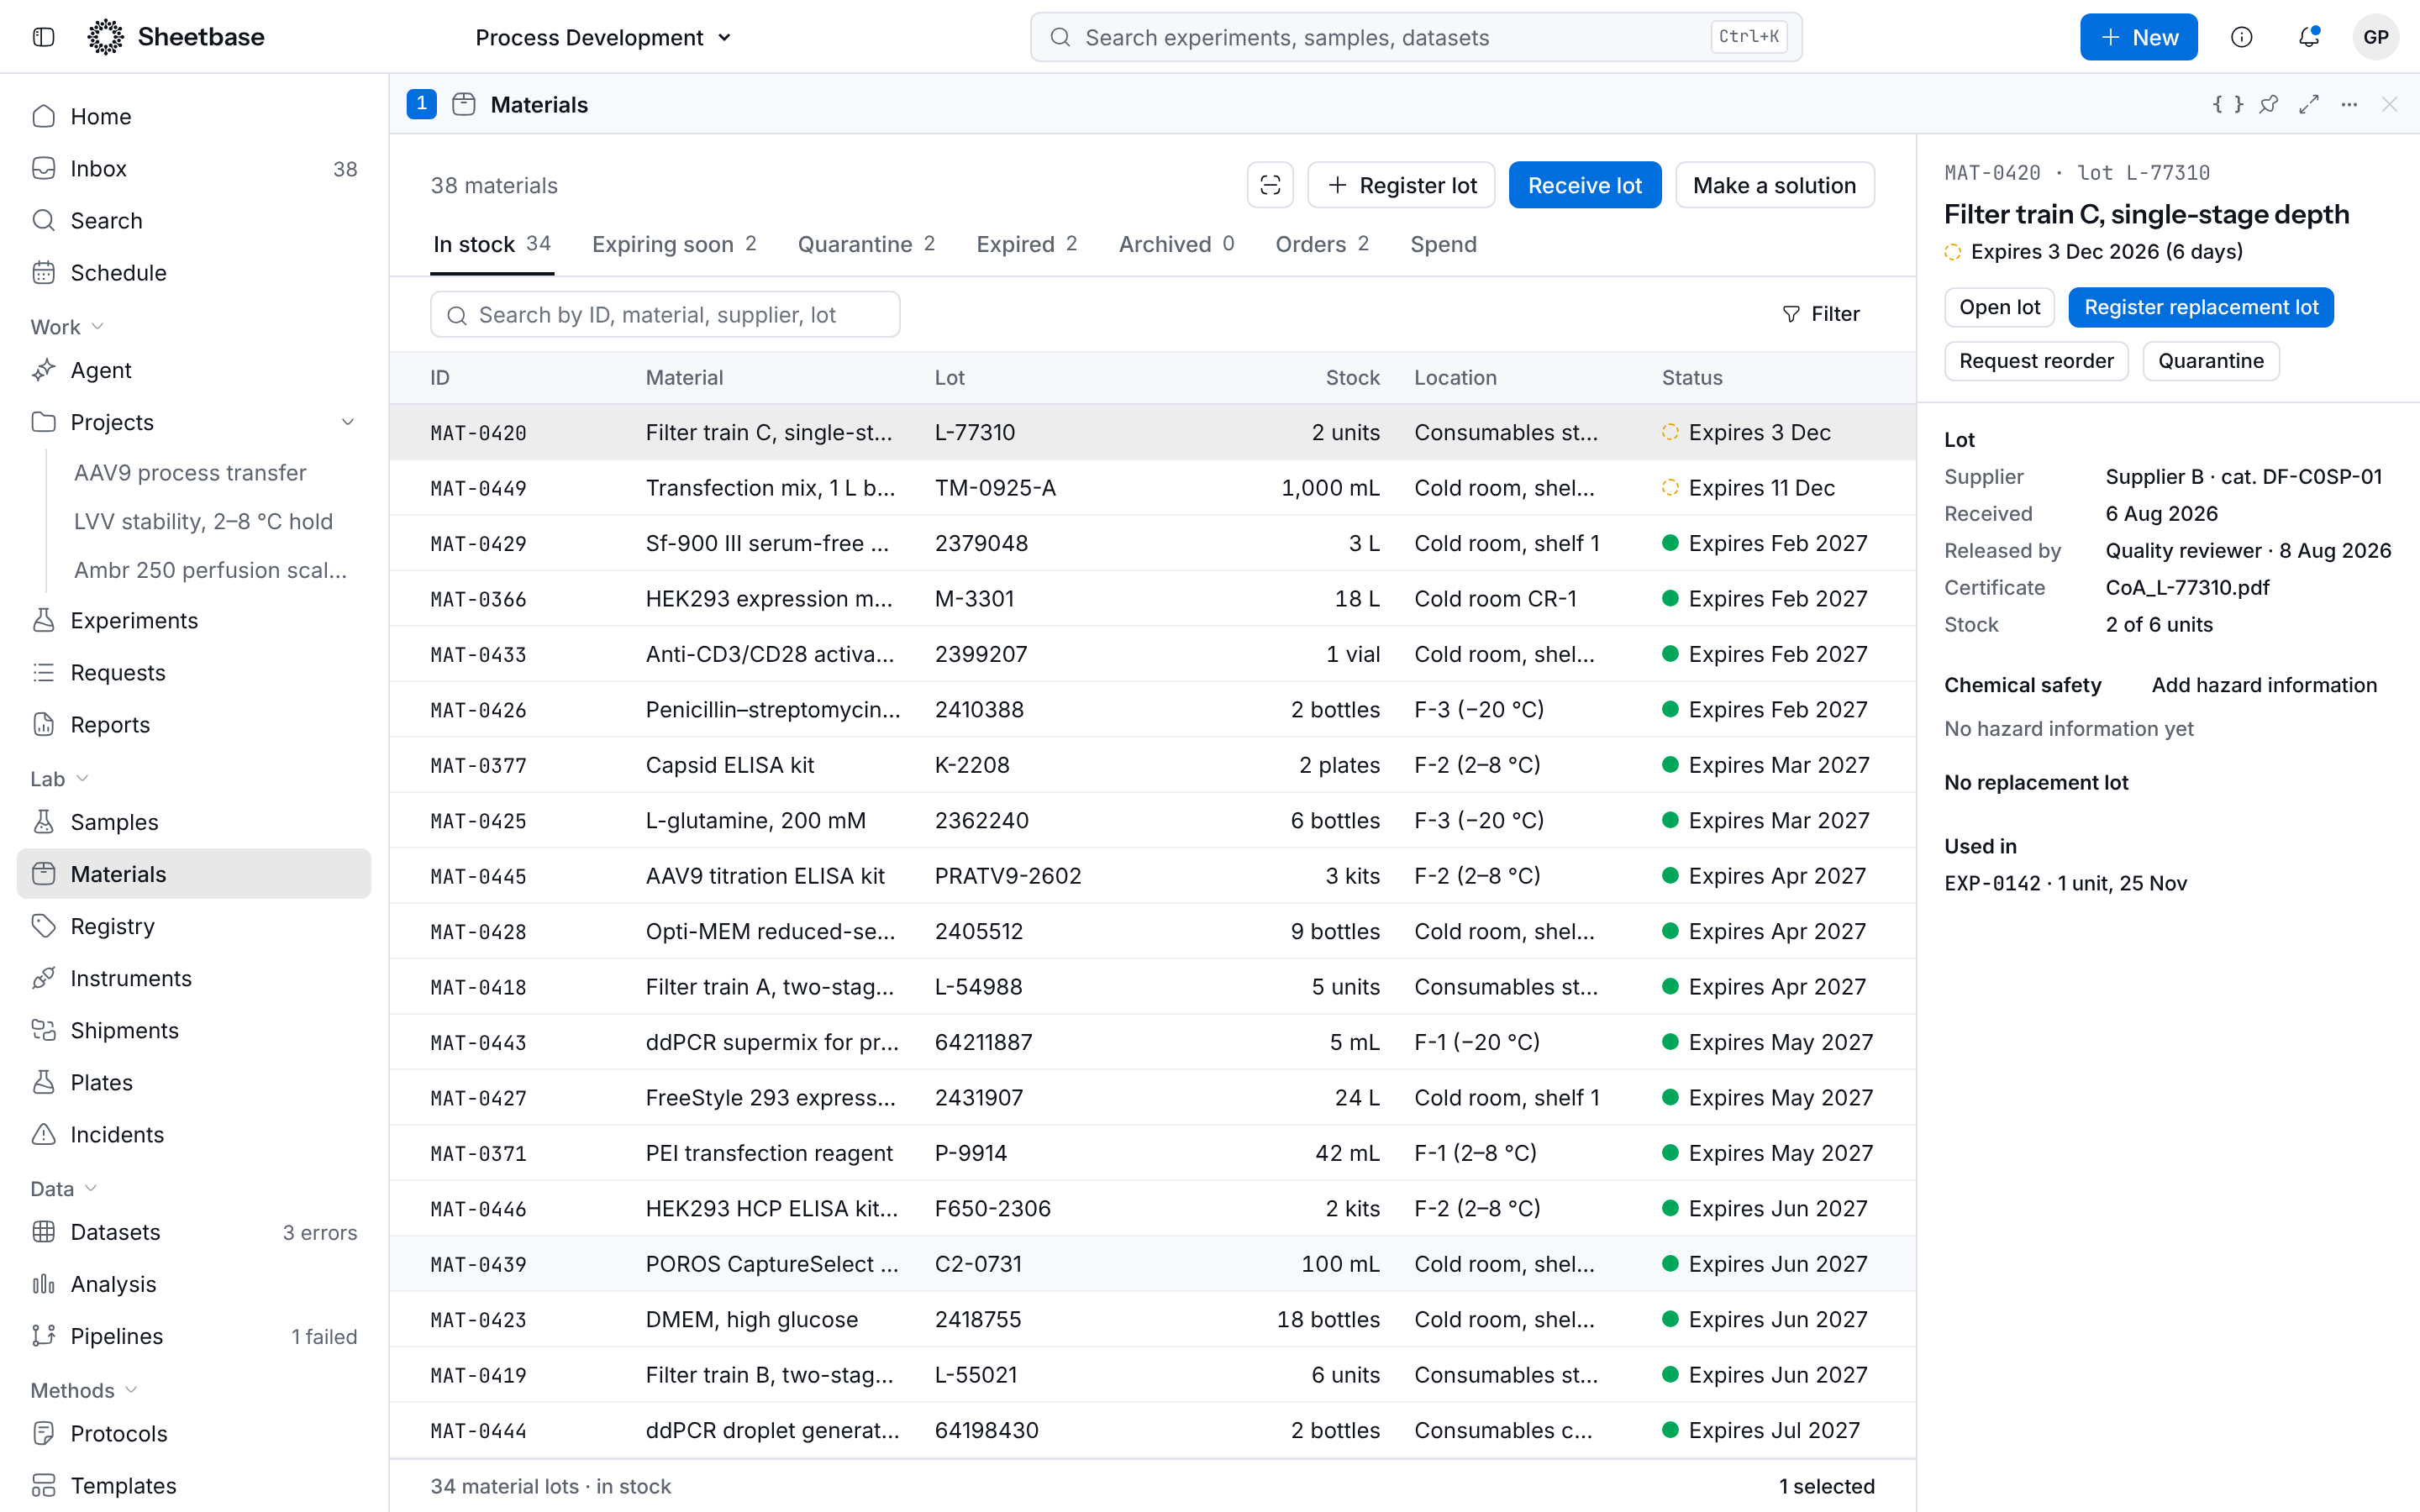 Sheetbase
Process Development
Search experiments, samples, datasets
Ctrl+K
New
GP
Home
Inbox 38
Search
Schedule
Work
Agent
Projects
AAV9 process transfer
LVV stability, 2–8 °C hold
Ambr 250 perfusion scal...
Experiments
Requests
Reports
Lab
Samples
Materials
Registry
Instruments
Shipments
Plates
Incidents
Data
Datasets 3 errors
Analysis
Pipelines 1 failed
Methods
Protocols
Templates
1 Materials
38 materials
Register lot
Receive lot
Make a solution
In stock 34 Expiring soon 2 Quarantine 2 Expired 2 Archived 0 Orders 2 Spend
Search by ID, material, supplier, lot
Filter
ID Material Lot Stock Location Status
MAT-0420 Filter train C, single-st... L-77310 2 units Consumables st... Expires 3 Dec
MAT-0449 Transfection mix, 1 L b... TM-0925-A 1,000 mL Cold room, shel... Expires 11 Dec
MAT-0429 Sf-900 III serum-free ... 2379048 3 L Cold room, shelf 1 Expires Feb 2027
MAT-0366 HEK293 expression m... M-3301 18 L Cold room CR-1 Expires Feb 2027
MAT-0433 Anti-CD3/CD28 activa... 2399207 1 vial Cold room, shel... Expires Feb 2027
MAT-0426 Penicillin–streptomycin... 2410388 2 bottles F-3 (−20 °C) Expires Feb 2027
MAT-0377 Capsid ELISA kit K-2208 2 plates F-2 (2–8 °C) Expires Mar 2027
MAT-0425 L-glutamine, 200 mM 2362240 6 bottles F-3 (−20 °C) Expires Mar 2027
MAT-0445 AAV9 titration ELISA kit PRATV9-2602 3 kits F-2 (2–8 °C) Expires Apr 2027
MAT-0428 Opti-MEM reduced-se... 2405512 9 bottles Cold room, shel... Expires Apr 2027
MAT-0418 Filter train A, two-stag... L-54988 5 units Consumables st... Expires Apr 2027
MAT-0443 ddPCR supermix for pr... 64211887 5 mL F-1 (−20 °C) Expires May 2027
MAT-0427 FreeStyle 293 express... 2431907 24 L Cold room, shelf 1 Expires May 2027
MAT-0371 PEI transfection reagent P-9914 42 mL F-1 (2–8 °C) Expires May 2027
MAT-0446 HEK293 HCP ELISA kit... F650-2306 2 kits F-2 (2–8 °C) Expires Jun 2027
MAT-0439 POROS CaptureSelect ... C2-0731 100 mL Cold room, shel... Expires Jun 2027
MAT-0423 DMEM, high glucose 2418755 18 bottles Cold room, shel... Expires Jun 2027
MAT-0419 Filter train B, two-stag... L-55021 6 units Consumables st... Expires Jun 2027
MAT-0444 ddPCR droplet generat... 64198430 2 bottles Consumables c... Expires Jul 2027
34 material lots · in stock
1 selected
MAT-0420 · lot L-77310
Filter train C, single-stage depth
Expires 3 Dec 2026 (6 days)
Open lot
Register replacement lot
Request reorder
Quarantine
Lot
Supplier Supplier B · cat. DF-C0SP-01
Received 6 Aug 2026
Released by Quality reviewer · 8 Aug 2026
Certificate CoA_L-77310.pdf
Stock 2 of 6 units
Chemical safety Add hazard information
No hazard information yet
No replacement lot
Used in
EXP-0142 · 1 unit, 25 Nov